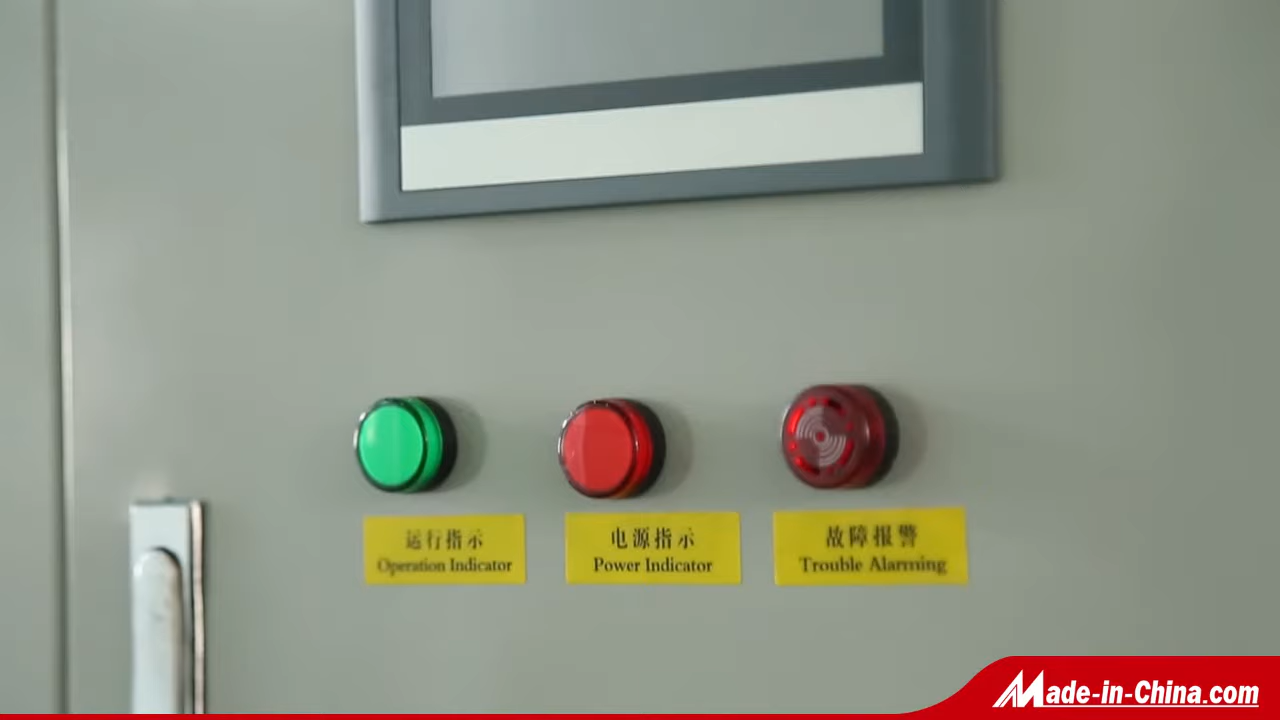 运行指示
Operation Indicator
电源指示
Power Indicator
故障报警
Trouble Alarming
Made-in-China.com